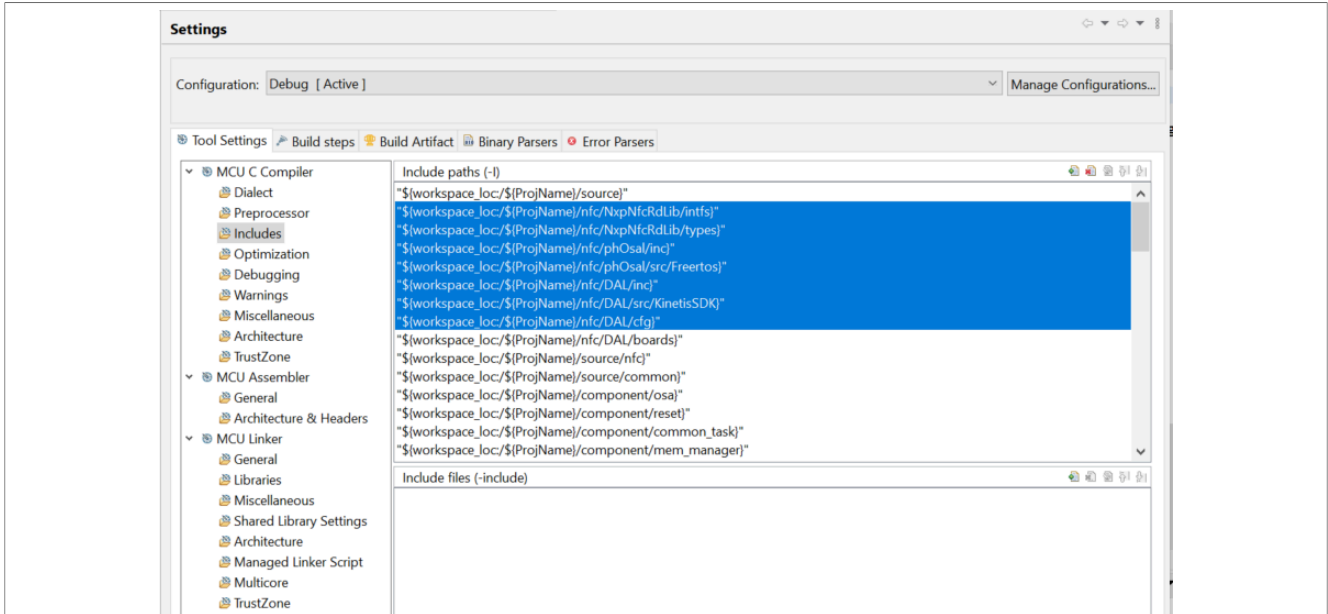 Settings
Configuration: Debug [ Active ] Manage Configurations...
Tool Settings Build steps Build Artifact Binary Parsers Error Parsers
MCU C Compiler
Dialect
Preprocessor
Includes
Optimization
Debugging
Warnings
Miscellaneous
Architecture
TrustZone
MCU Assembler
General
Architecture & Headers
MCU Linker
General
Libraries
Miscellaneous
Shared Library Settings
Architecture
Managed Linker Script
Multicore
TrustZone
Include paths (-I)
"${workspace_loc:/${ProjName}/source}"
"${workspace_loc:/${ProjName}/nfc/NxpNfcRdLib/intfs}"
"${workspace_loc:/${ProjName}/nfc/NxpNfcRdLib/types}"
"${workspace_loc:/${ProjName}/nfc/phOsal/inc}"
"${workspace_loc:/${ProjName}/nfc/phOsal/src/Freertos}"
"${workspace_loc:/${ProjName}/nfc/DAL/inc}"
"${workspace_loc:/${ProjName}/nfc/DAL/src/KinetisSDK}"
"${workspace_loc:/${ProjName}/nfc/DAL/cfg}"
"${workspace_loc:/${ProjName}/nfc/DAL/boards}"
"${workspace_loc:/${ProjName}/source/nfc}"
"${workspace_loc:/${ProjName}/source/common}"
"${workspace_loc:/${ProjName}/component/osa}"
"${workspace_loc:/${ProjName}/component/reset}"
"${workspace_loc:/${ProjName}/component/common_task}"
"${workspace_loc:/${ProjName}/component/mem_manager}"
Include files (-include)